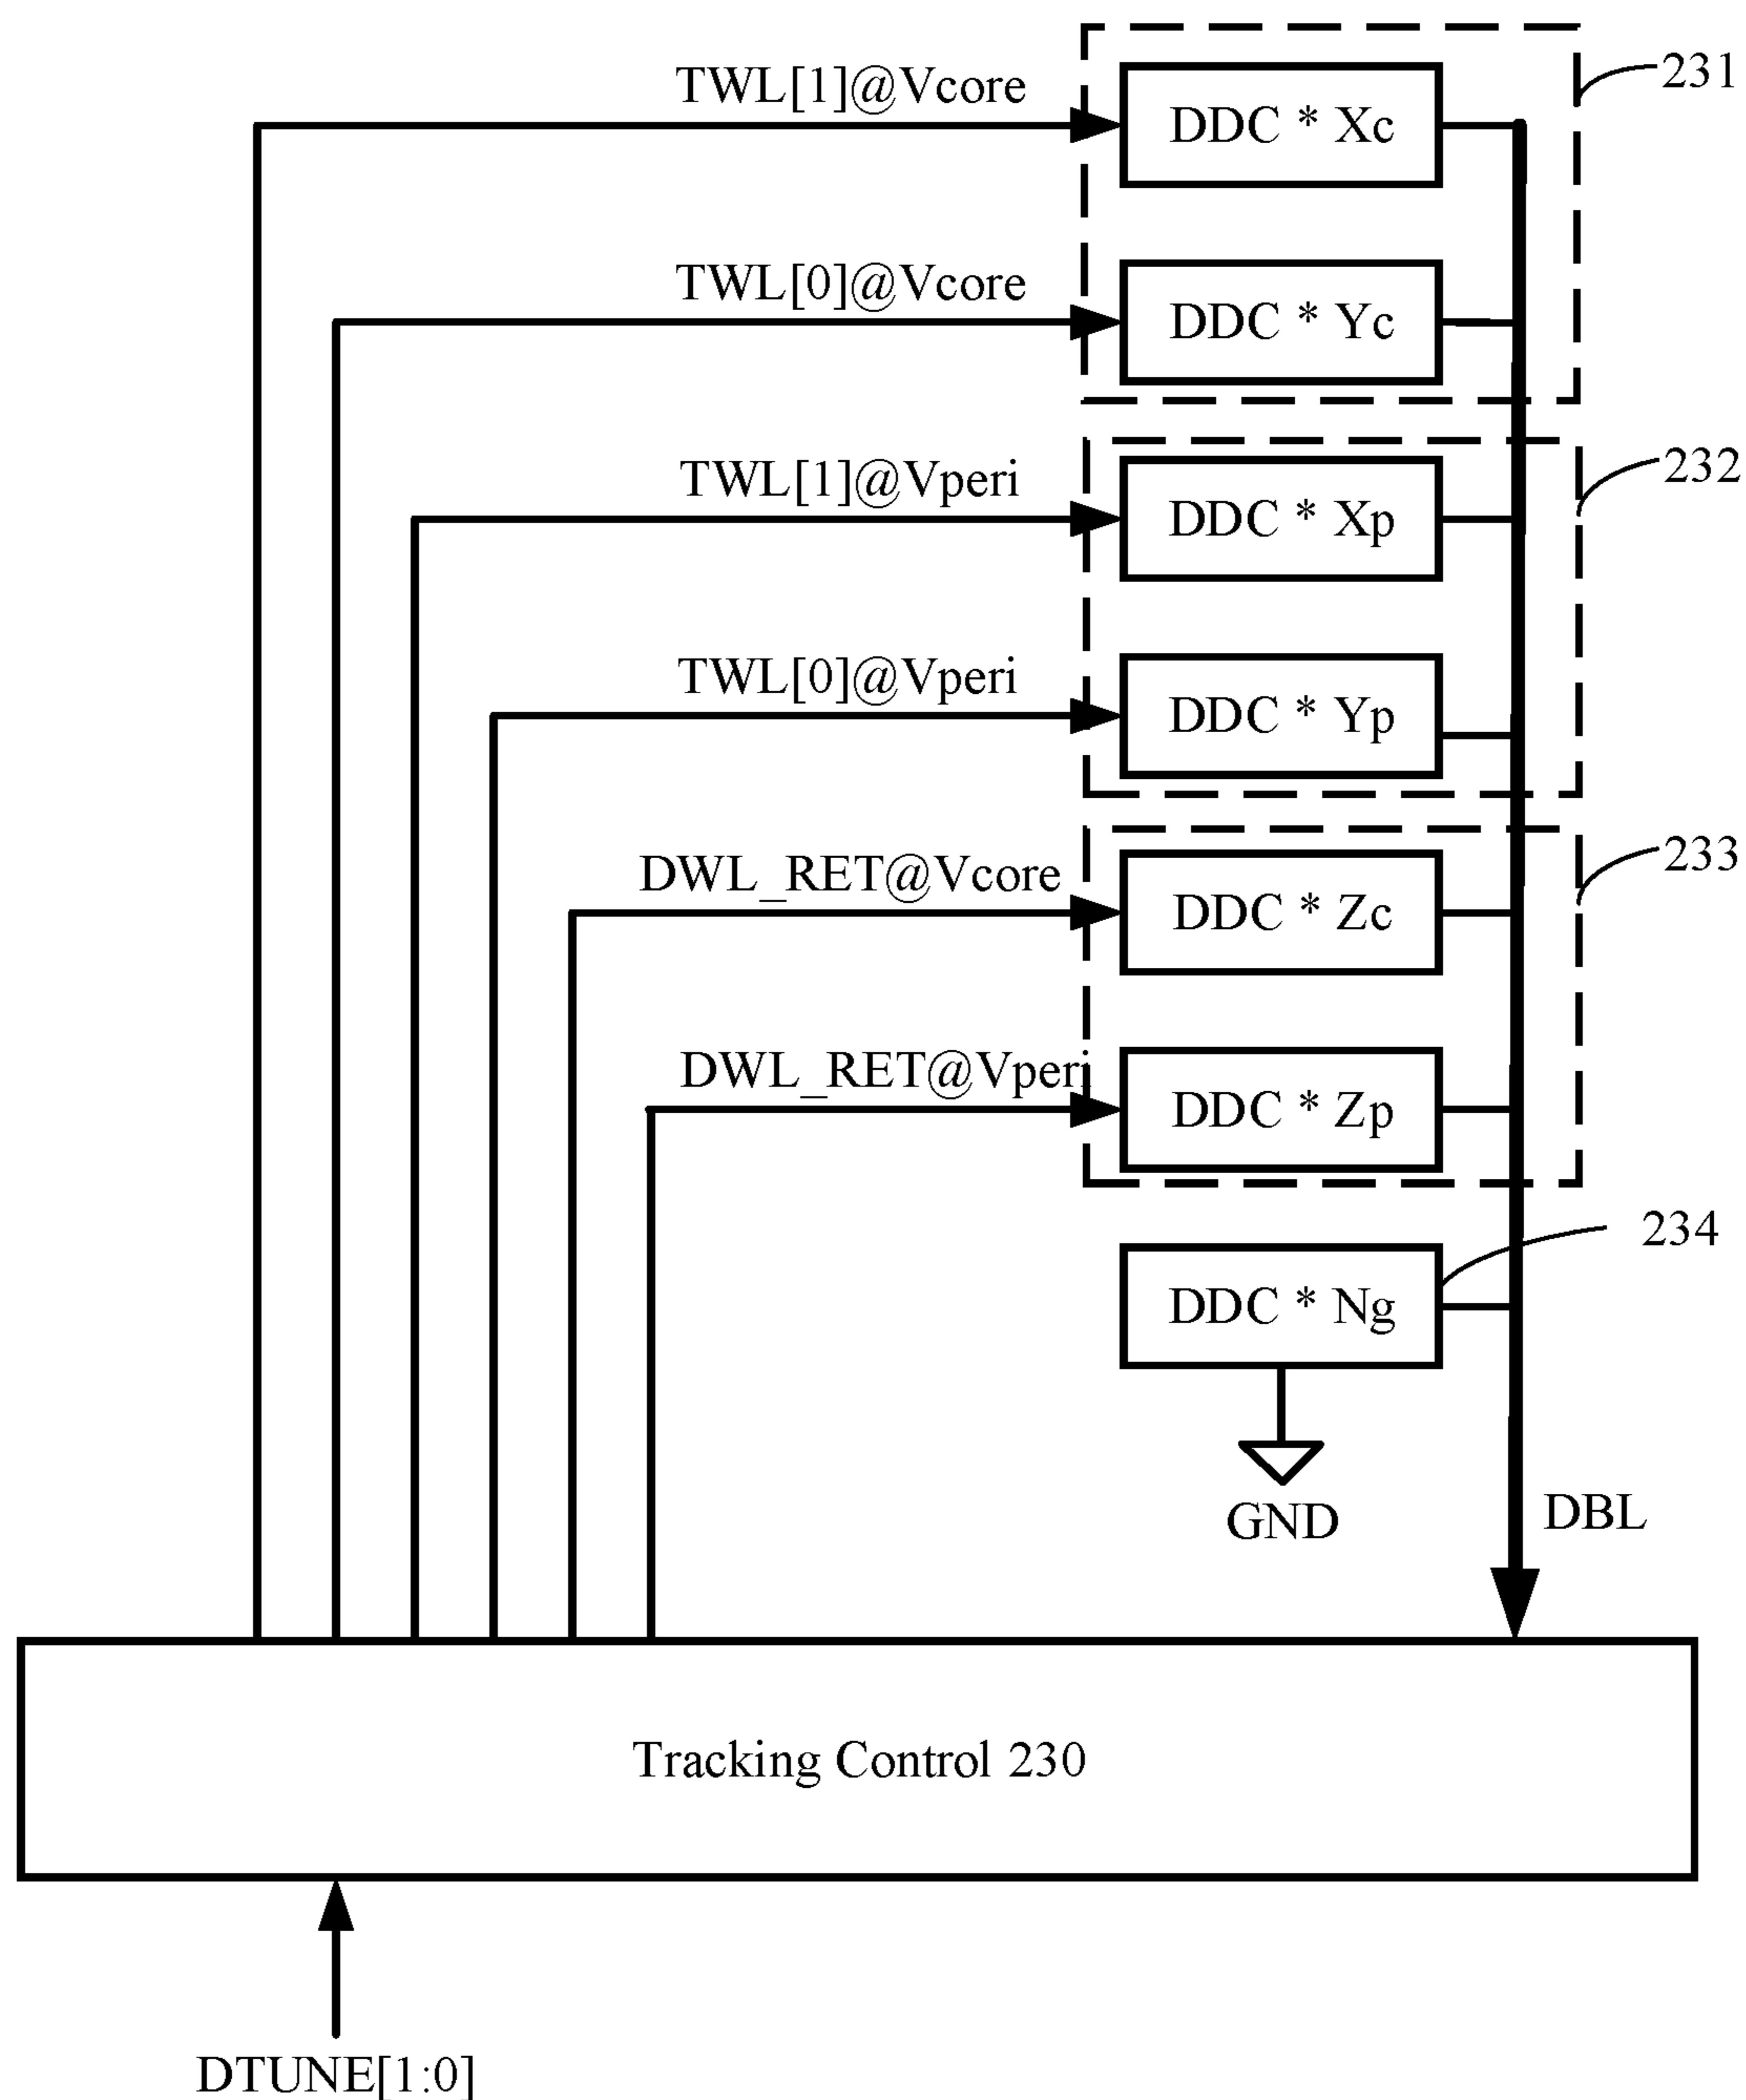 TWL[1]@Vcore
DDC * Xc
231
TWL[0]@Vcore
DDC * Yc
TWL[1]@Vperi
DDC * Xp
232
TWL[0]@Vperi
DDC * Yp
DWL_RET@Vcore
DDC * Zc
233
DWL_RET@Vperi
DDC * Zp
234
DDC * Ng
GND
DBL
Tracking Control 230
DTUNE[1:0]